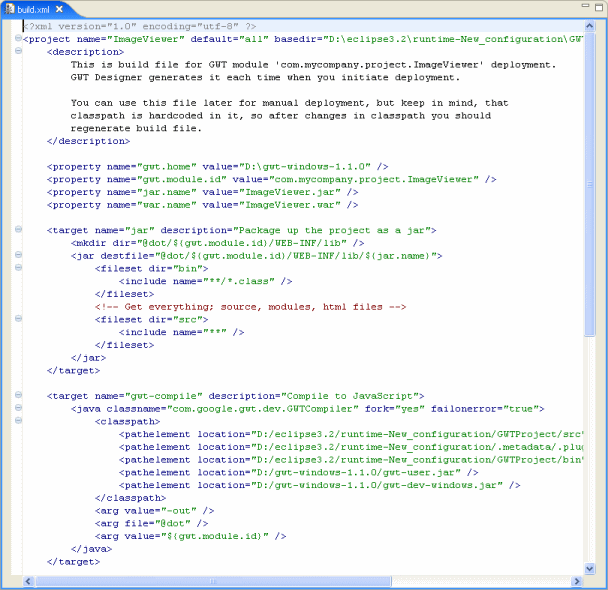 build.xml
<?xml version="1.0" encoding="utf-8" ?>
<project name="ImageViewer" default="all" basedir="D:\eclipse3.2\runtime-New_configuration\GWT
<description>
This is build file for GWT module 'com.mycompany.project.ImageViewer' deployment.
GWT Designer generates it each time when you initiate deployment.
You can use this file later for manual deployment, but keep in mind, that
classpath is hardcoded in it, so after changes in classpath you should
regenerate build file.
</description>
<property name="gwt.home" value="D:\gwt-windows-1.1.0" />
<property name="gwt.module.id" value="com.mycompany.project.ImageViewer" />
<property name="jar.name" value="ImageViewer.jar" />
<property name="war.name" value="ImageViewer.war" />
<target name="jar" description="Package up the project as a jar">
<mkdir dir="@dot/$(gwt.module.id)/WEB-INF/lib" />
<jar destfile="@dot/$(gwt.module.id)/WEB-INF/lib/$(jar.name)">
<fileset dir="bin">
<include name="**/*.class" />
</fileset>
<!-- Get everything; source, modules, html files -->
<fileset dir="src">
<include name="**" />
</fileset>
</jar>
</target>
<target name="gwt-compile" description="Compile to JavaScript">
<java classname="com.google.gwt.dev.GWTCompiler" fork="yes" failonerror="true">
<classpath>
<pathelement location="D:/eclipse3.2/runtime-New_configuration/GWTProject/src"
<pathelement location="D:/eclipse3.2/runtime-New_configuration/.metadata/.plug
<pathelement location="D:/eclipse3.2/runtime-New_configuration/GWTProject/bin"
<pathelement location="D:/gwt-windows-1.1.0/gwt-user.jar" />
<pathelement location="D:/gwt-windows-1.1.0/gwt-dev-windows.jar" />
</classpath>
<arg value="-out" />
<arg file="@dot" />
<arg value="$(gwt.module.id)" />
</java>
</target>